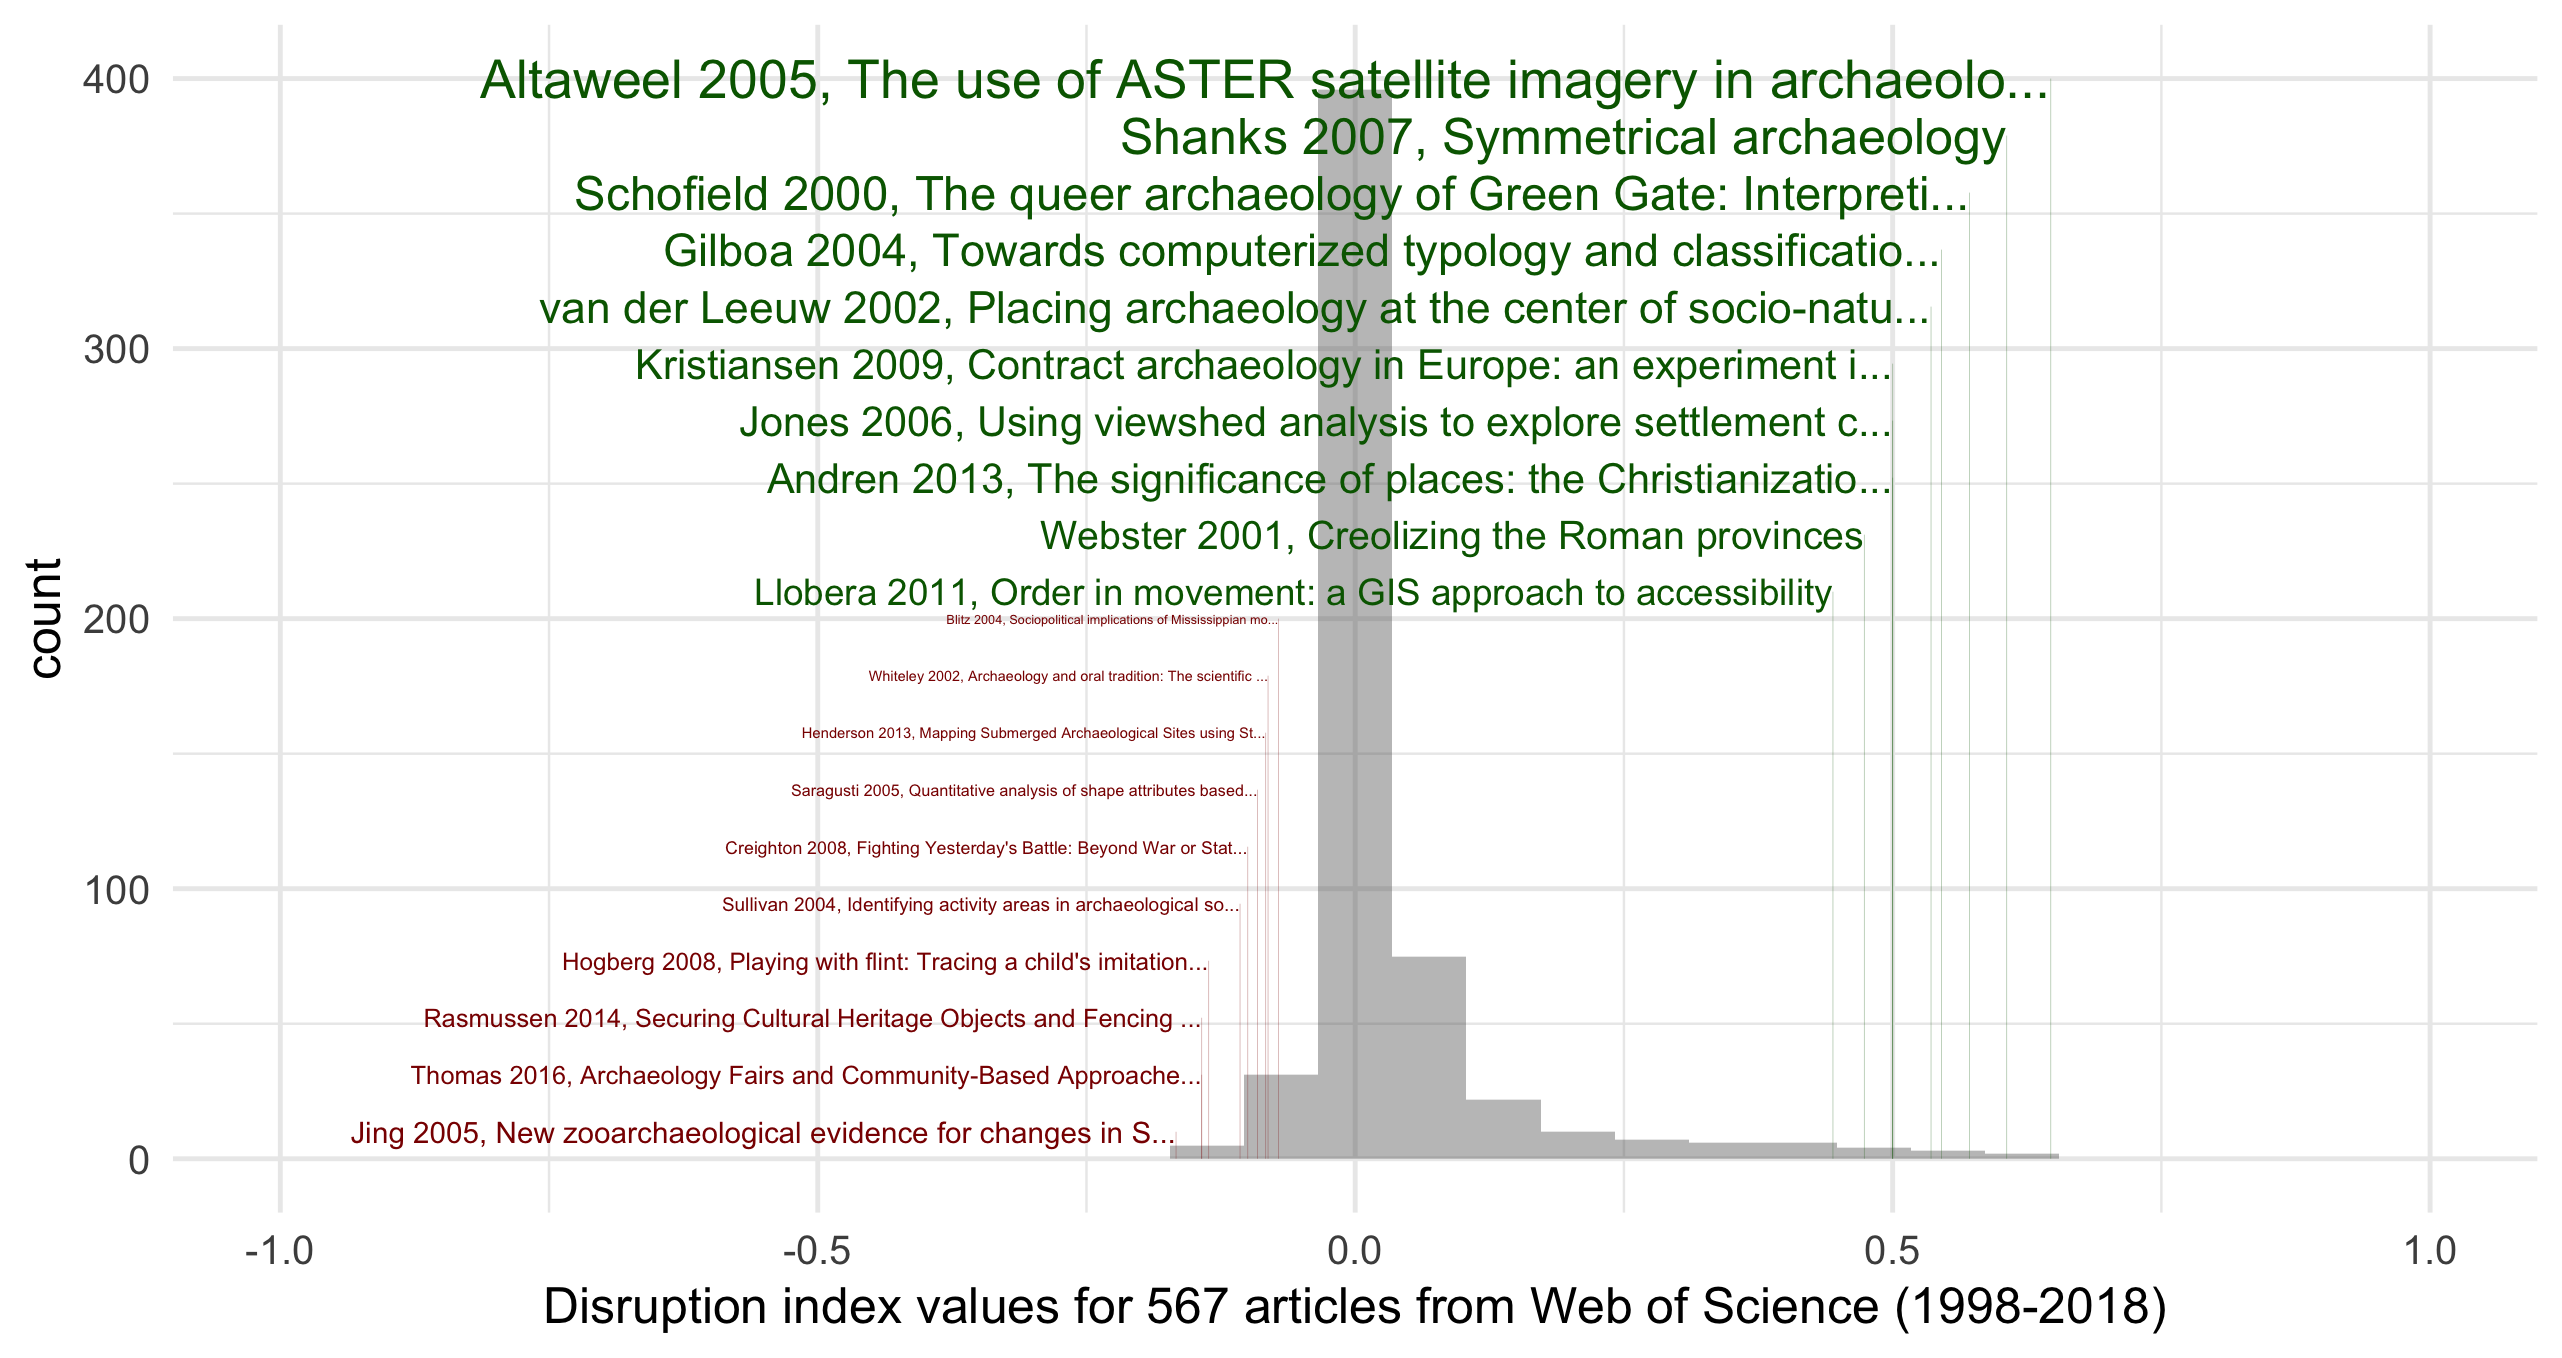 400
Altaweel 2005, The use of ASTER satellite imagery in archaeolo...
Shanks 2007, Symmetrical archaeology
Schofield 2000, The queer archaeology of Green Gate: Interpreti...
Gilboa 2004, Towards computerized typology and classificatio...
van der Leeuw 2002, Placing archaeology at the center of socio-natu...
300
Kristiansen 2009, Contract archaeology in Europe: an experiment i...
Jones 2006, Using viewshed analysis to explore settlement c...
Andren 2013, The significance of places: the Christianizatio...
Webster 2001, Creolizing the Roman provinces
Llobera 2011, Order in movement: a GIS approach to accessibility
count
200
Blitz 2004, Sociopolitical implications of Mississippian mo...
Whiteley 2002, Archaeology and oral tradition: The scientific ...
Henderson 2013, Mapping Submerged Archaeological Sites using St...
Saragusti 2005, Quantitative analysis of shape attributes based...
Creighton 2008, Fighting Yesterday's Battle: Beyond War or Stat...
100
Sullivan 2004, Identifying activity areas in archaeological so...
Hogberg 2008, Playing with flint: Tracing a child's imitation...
Rasmussen 2014, Securing Cultural Heritage Objects and Fencing ...
Thomas 2016, Archaeology Fairs and Community-Based Approache...
Jing 2005, New zooarchaeological evidence for changes in S...
0
-1.0 -0.5 0.0 0.5 1.0
Disruption index values for 567 articles from Web of Science (1998-2018)